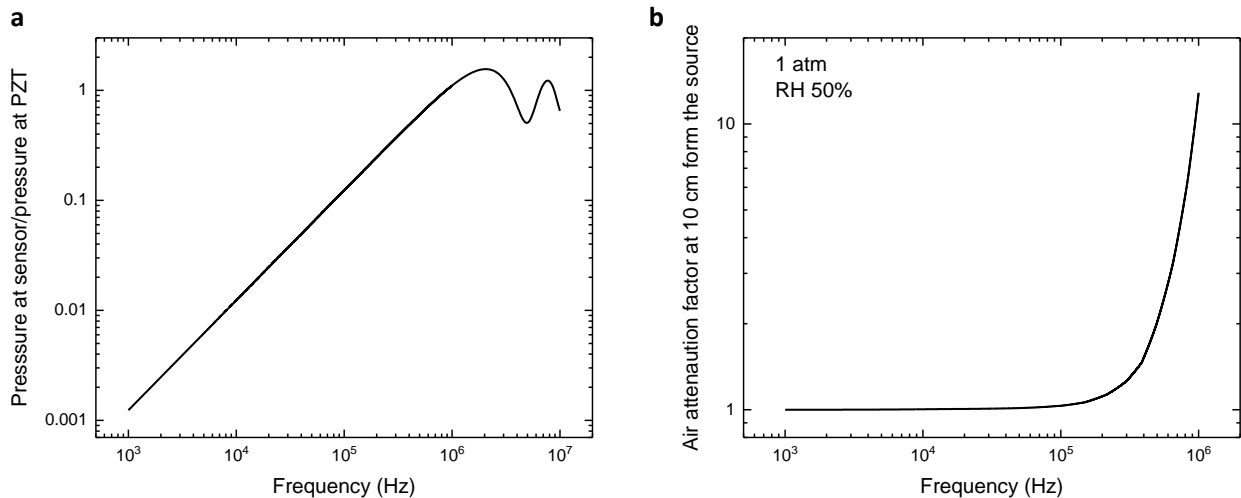 a
Presssure at sensor/pressure at PZT
1
0.1
0.01
0.001
10³
10⁴
10⁵
10⁶
10⁷
Frequency (Hz)
b
Air attenaution factor at 10 cm form the source
1 atm
RH 50%
10
1
10³
10⁴
10⁵
10⁶
Frequency (Hz)